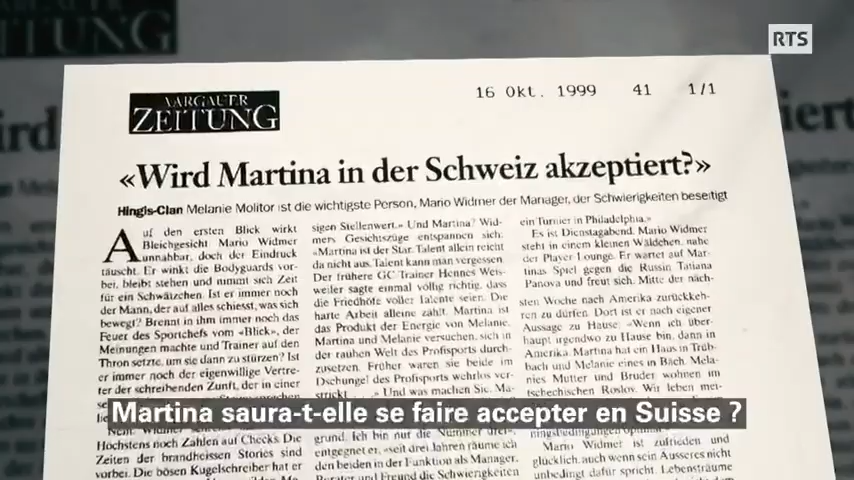 RTS
AARGAUER
ZEITUNG
16 Okt. 1999 41 1/1
«Wird Martina in der Schweiz akzeptiert?»
Hingis-Clan Melanie Molitor ist die wichtigste Person, Mario Widmer der Manager, der Schwierigkeiten beseitigt
Auf den ersten Blick wirkt
Bleichgesicht Mario Widmer
unnahbar, doch der Eindruck
täuscht. Er winkt die Bodyguards vor-
bei, bleibt stehen und nimmt sich Zeit
für ein Schwätzchen. Ist er immer noch
der Mann, der auf alles schiesst, was sich
bewegt? Brennt in ihm immer noch das
Feuer des Sportchefs vom «Blick», der
Meinungen machte und Trainer auf den
Thron setzte, um sie dann zu stürzen? Ist
er immer noch der eigenwillige Vertre-
ter der schreibenden Zunft, der in einer
Höchstens noch Zahlen auf Checks. Die
Zeiten der brandheissen Stories sind
vorbei. Die bösen Kugelschreiber hat er
sigen Stellenwert.» Und Martina? Wid-
mers Gesichtszüge entspannen sich:
«Martina ist der Star. Talent allein reicht
da nicht aus. Talent kann man vergessen.
Der frühere GC-Trainer Hennes Weis-
weiler sagte einmal völlig richtig, dass
die Friedhöfe voller Talente seien. Die
harte Arbeit alleine zählt. Martina ist
das Produkt der Energie von Melanie.
Martina und Melanie versuchen, sich in
der rauhen Welt des Profisports durch-
zusetzen. Früher waren sie beide im
Dschungel des Profisports wehrlos ver-
strickt. Und was machen Sie, Ma-
grund. Ich bin nur die Nummer drei»,
entgegnet er, «seit drei Jahren räume ich
den beiden in der Funktion als Manager,
Berater und Freund die Schwierigkeiten
ein Turnier in Philadelphia.»
Es ist Dienstagabend. Mario Widmer
steht in einem kleinen Wäldchen, nahe
der Player Lounge. Er wartet auf Mar-
tinas Spiel gegen die Russin Tatiana
Panova und freut sich, Mitte der näch-
sten Woche nach Amerika zurückkeh-
ren zu dürfen. Dort ist er nach eigener
Aussage zu Hause: «Wenn ich über-
haupt irgendwo zu Hause bin, dann in
Amerika. Martina hat ein Haus in Trüb-
bach und Melanie eines in Bäch. Mela-
nies Mutter und Bruder wohnen im
tschechischen Roslov. Wir leben mei-
Mario Widmer ist zufrieden und
glücklich, auch wenn sein Äusseres nicht
unbedingt dafür spricht. Lebensträume
Martina saura-t-elle se faire accepter en Suisse ?